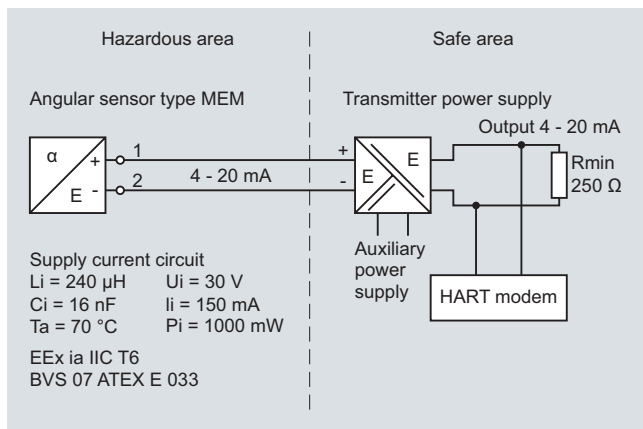 Hazardous area
Safe area
Angular sensor type MEM
Transmitter power supply
Output 4 - 20 mA
α
E
+
-
1
2
4 - 20 mA
+
-
E
E
Rmin
250 Ω
Auxiliary
power
supply
HART modem
Supply current circuit
Li = 240 μH
Ui = 30 V
Ci = 16 nF
Ii = 150 mA
Ta = 70 °C
Pi = 1000 mW
EEx ia IIC T6
BVS 07 ATEX E 033